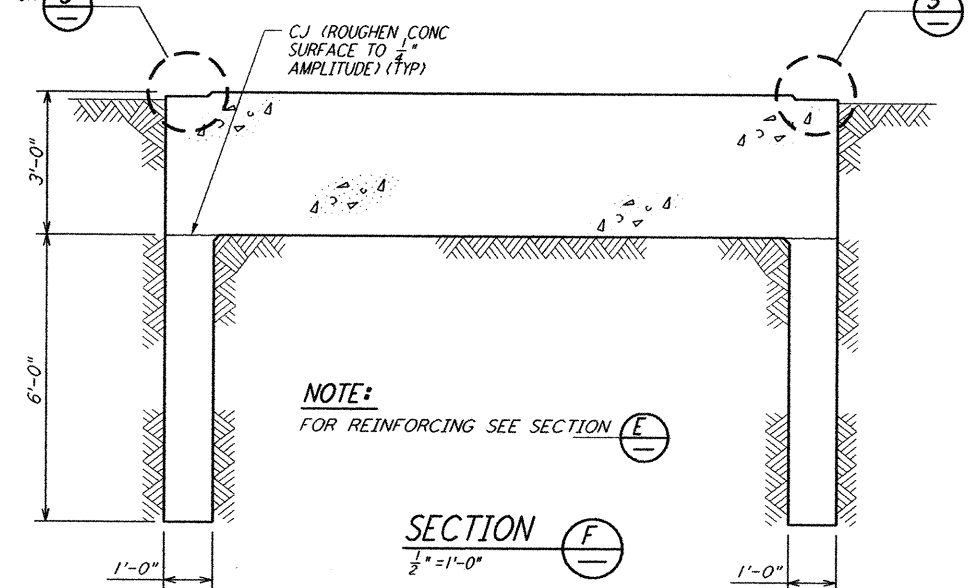 CJ (ROUGHEN CONC
SURFACE TO 1/4"
AMPLITUDE) (TYP)
3'-0"
6'-0"
NOTE:
FOR REINFORCING SEE SECTION E
SECTION F
1/2" = 1'-0"
1'-0"
1'-0"